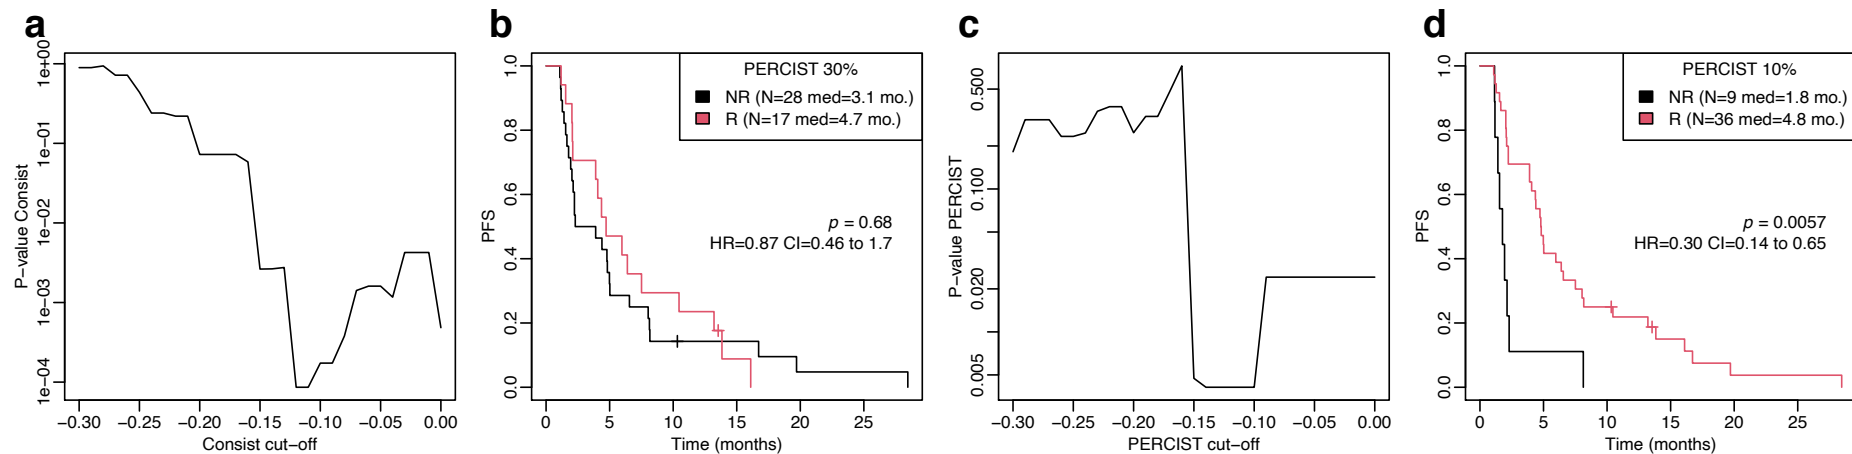 a
P−value Consist
1e+00
1e−01
1e−02
1e−03
1e−04
−0.30 −0.25 −0.20 −0.15 −0.10 −0.05 0.00
Consist cut−off
b
PFS
1.0
0.8
0.6
0.4
0.2
0.0
PERCIST 30%
NR (N=28 med=3.1 mo.)
R (N=17 med=4.7 mo.)
p = 0.68
HR=0.87 CI=0.46 to 1.7
0 5 10 15 20 25
Time (months)
c
P−value PERCIST
0.500
0.100
0.020
0.005
−0.30 −0.25 −0.20 −0.15 −0.10 −0.05 0.00
PERCIST cut−off
d
PFS
1.0
0.8
0.6
0.4
0.2
0.0
PERCIST 10%
NR (N=9 med=1.8 mo.)
R (N=36 med=4.8 mo.)
p = 0.0057
HR=0.30 CI=0.14 to 0.65
0 5 10 15 20 25
Time (months)